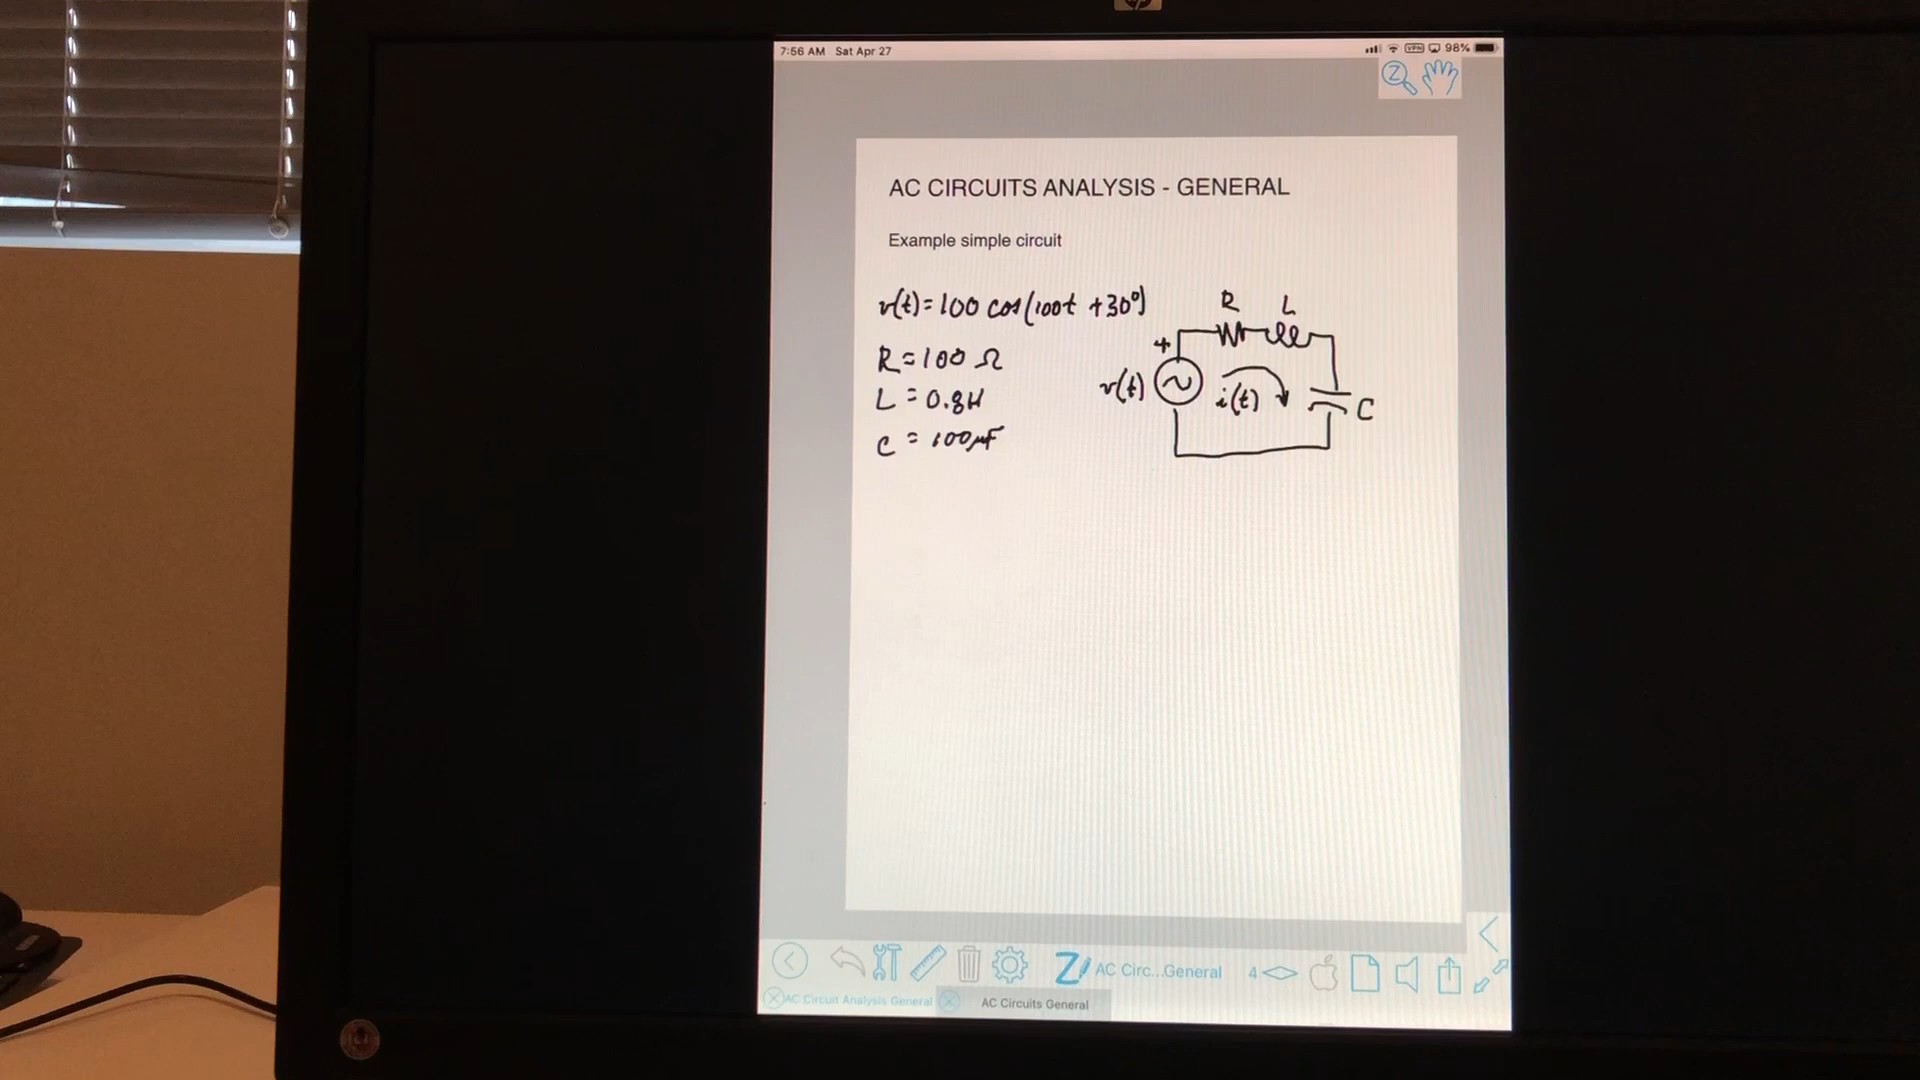 7:56 AM Sat Apr 27
VPN 98%
Z
AC CIRCUITS ANALYSIS - GENERAL
Example simple circuit
v(t)=100 cos(100t +30°)
R=100 Ω
L=0.8H
C=100μF
R L
+
v(t)
i(t)
C
Z AC Circ...General 4
AC Circuit Analysis General
AC Circuits General